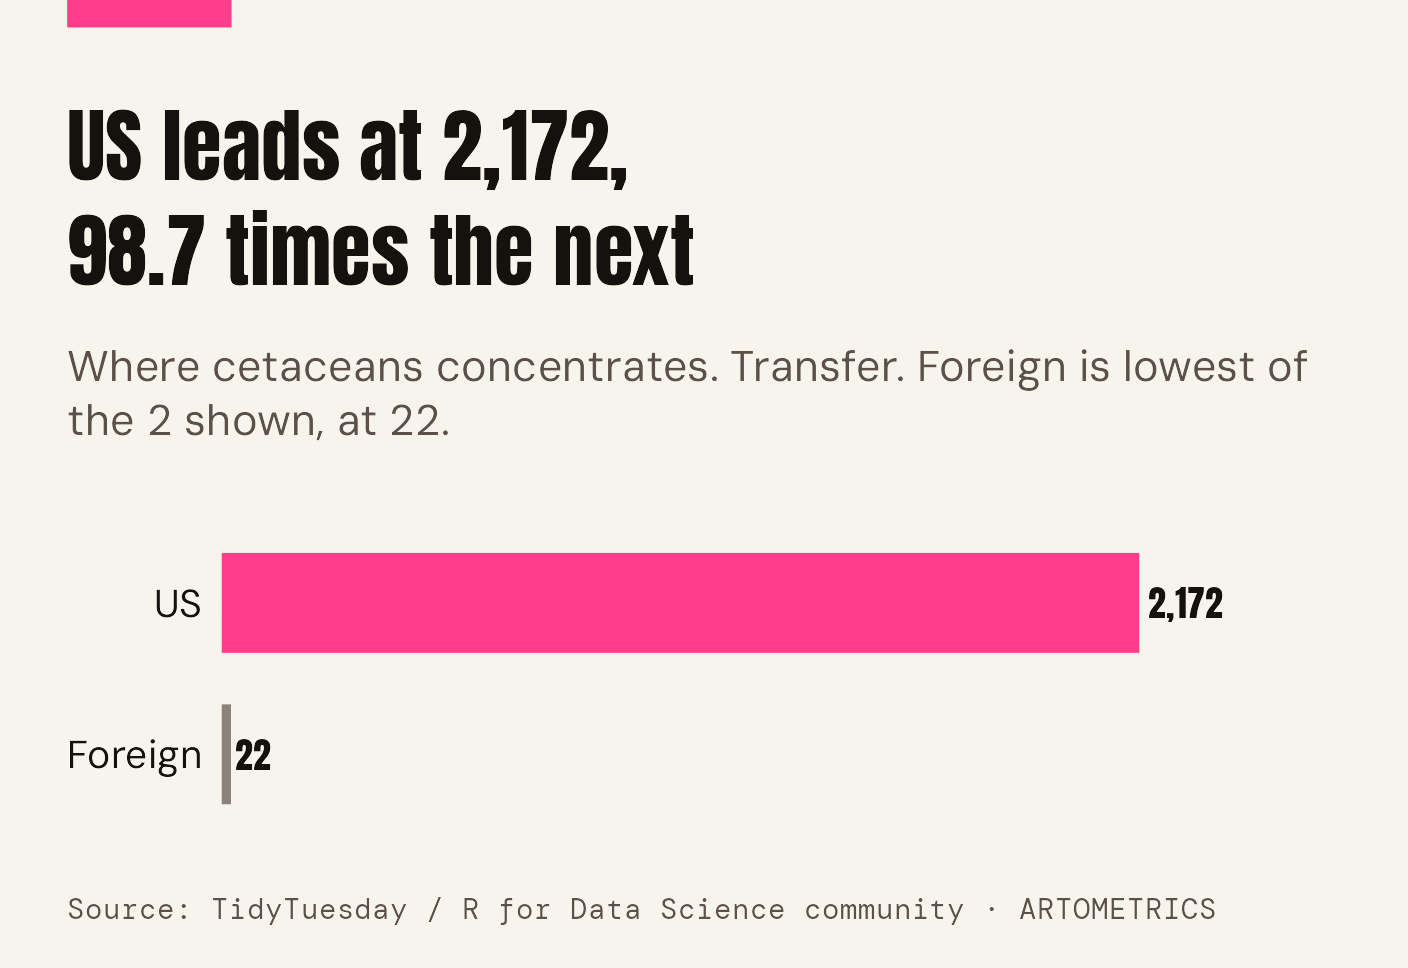 US leads at 2,172,
98.7 times the next
Where cetaceans concentrates. Transfer. Foreign is lowest of
the 2 shown, at 22.
US 2,172
Foreign 22
Source: TidyTuesday / R for Data Science community · ARTOMETRICS